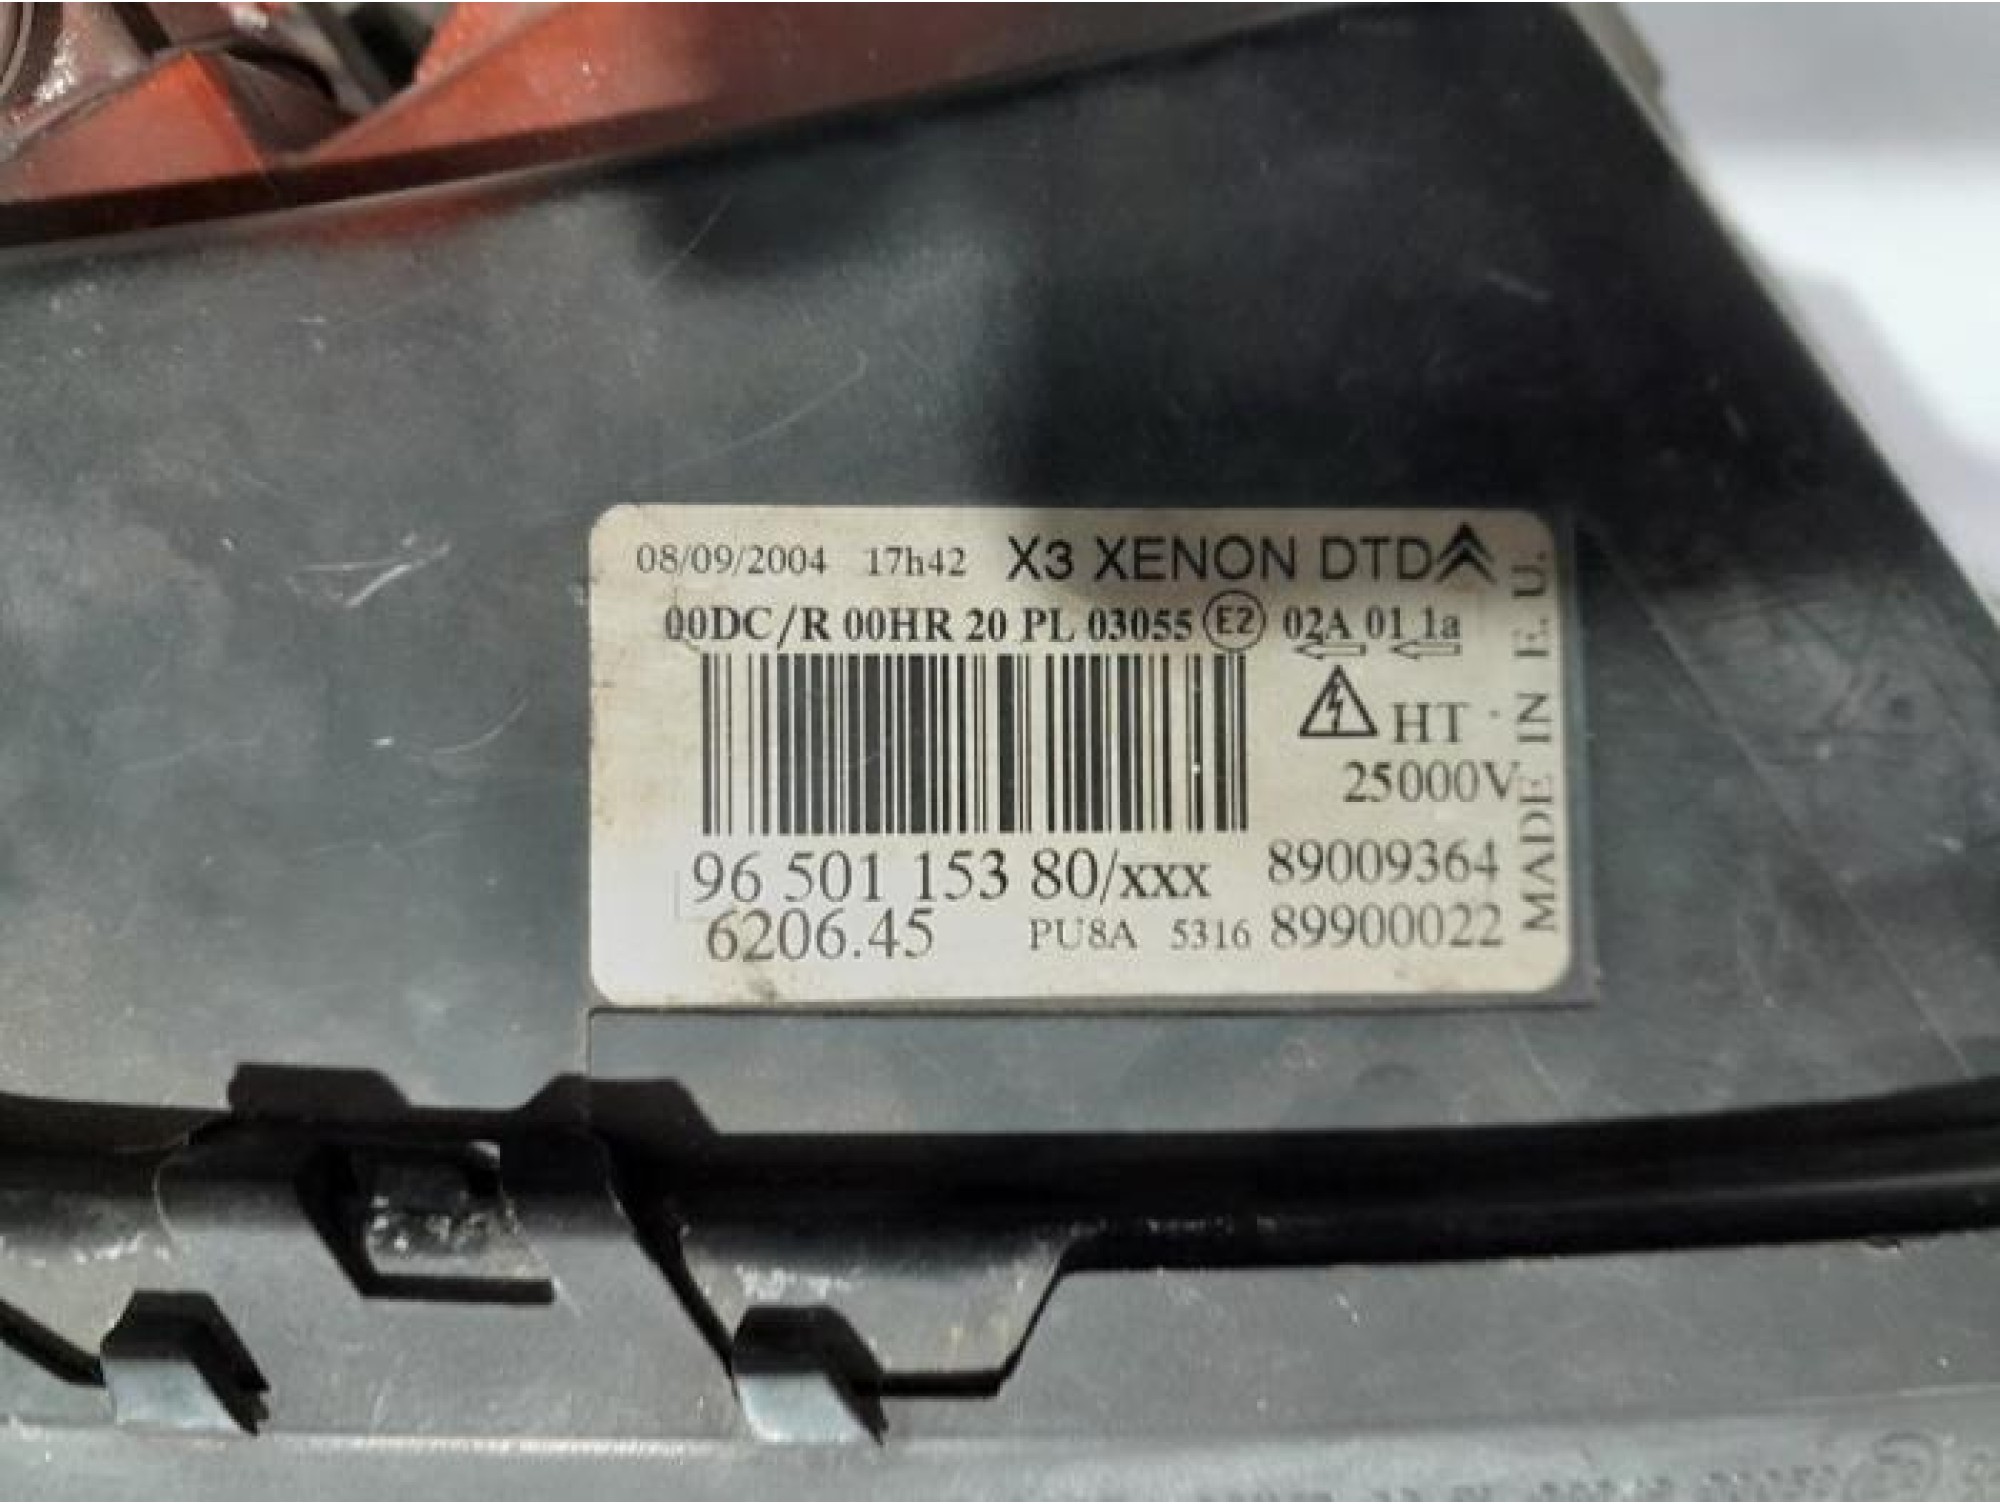 08/09/2004 17h42 X3 XENON DTD
00DC/R 00HR 20 PL 03055 E2 02A 01 1a
HT
25000V
96 501 153 80/xxx 89009364
6206.45 PU8A 5316 89900022
MADE IN E.U.